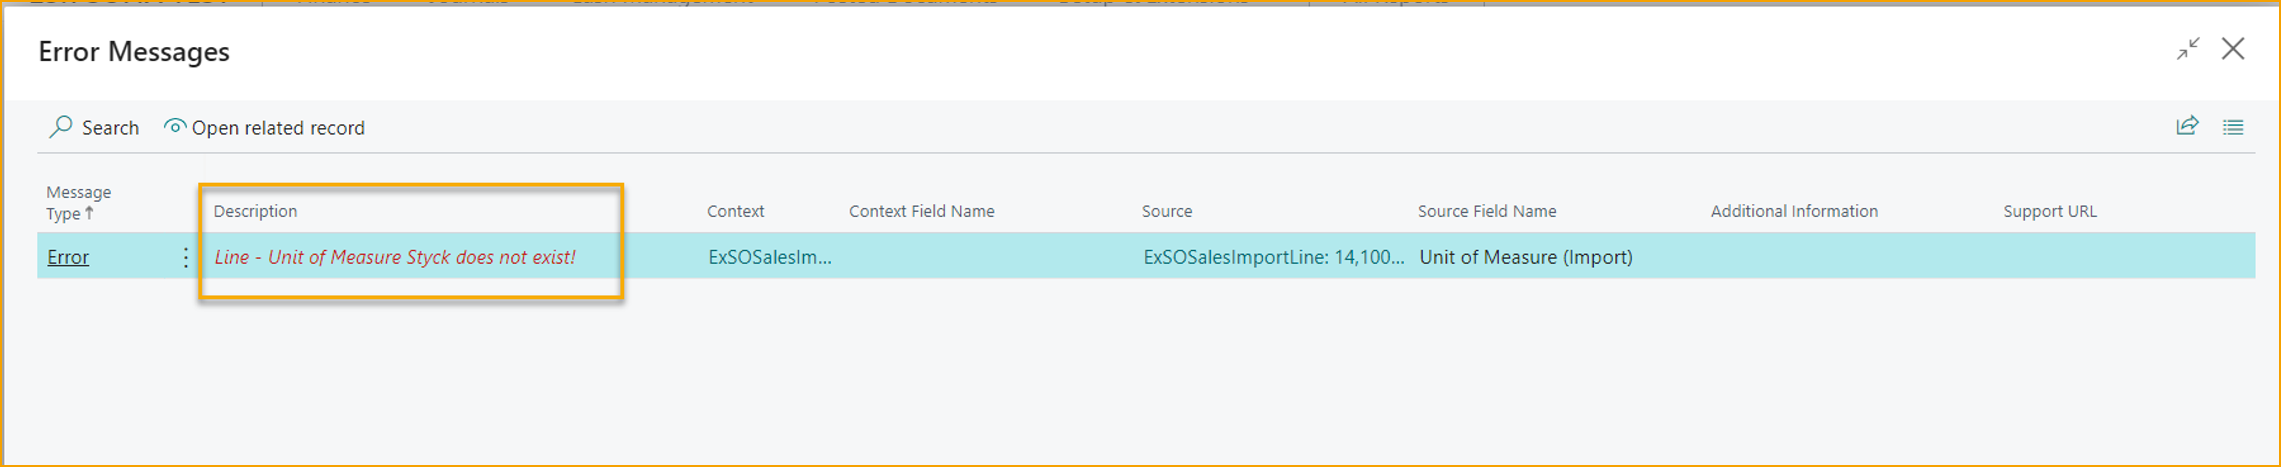 Error Messages
Search Open related record
Message
Type↑ Description Context Context Field Name Source Source Field Name Additional Information Support URL
Error Line - Unit of Measure Styck does not exist! ExSOSalesIm... ExSOSalesImportLine: 14,100... Unit of Measure (Import)